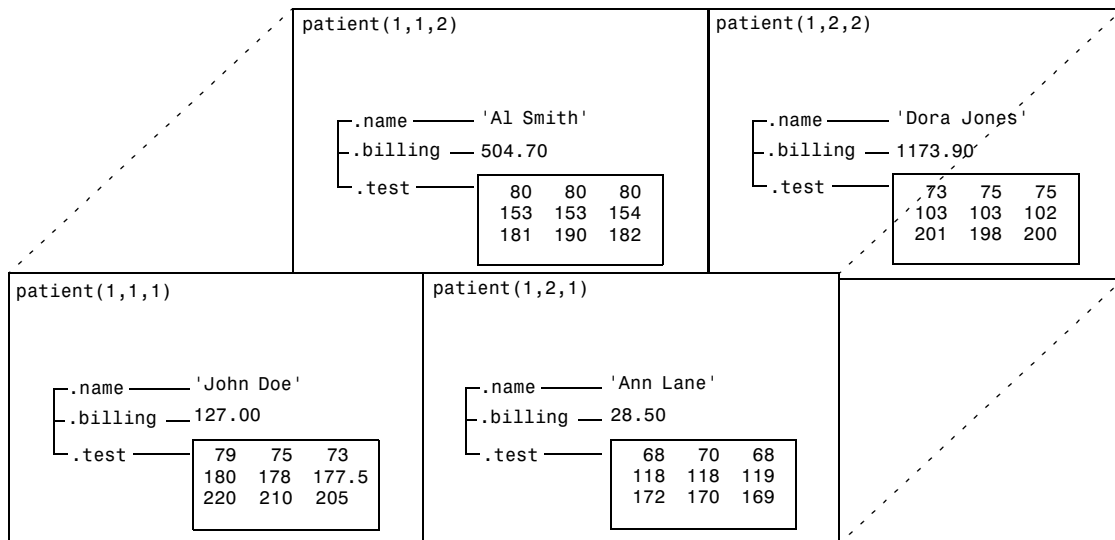 patient(1,1,2)
.name 'Al Smith'
.billing 504.70
.test
80 80 80
153 153 154
181 190 182
patient(1,2,2)
.name 'Dora Jones'
.billing 1173.90
.test
73 75 75
103 103 102
201 198 200
patient(1,1,1)
.name 'John Doe'
.billing 127.00
.test
79 75 73
180 178 177.5
220 210 205
patient(1,2,1)
.name 'Ann Lane'
.billing 28.50
.test
68 70 68
118 118 119
172 170 169